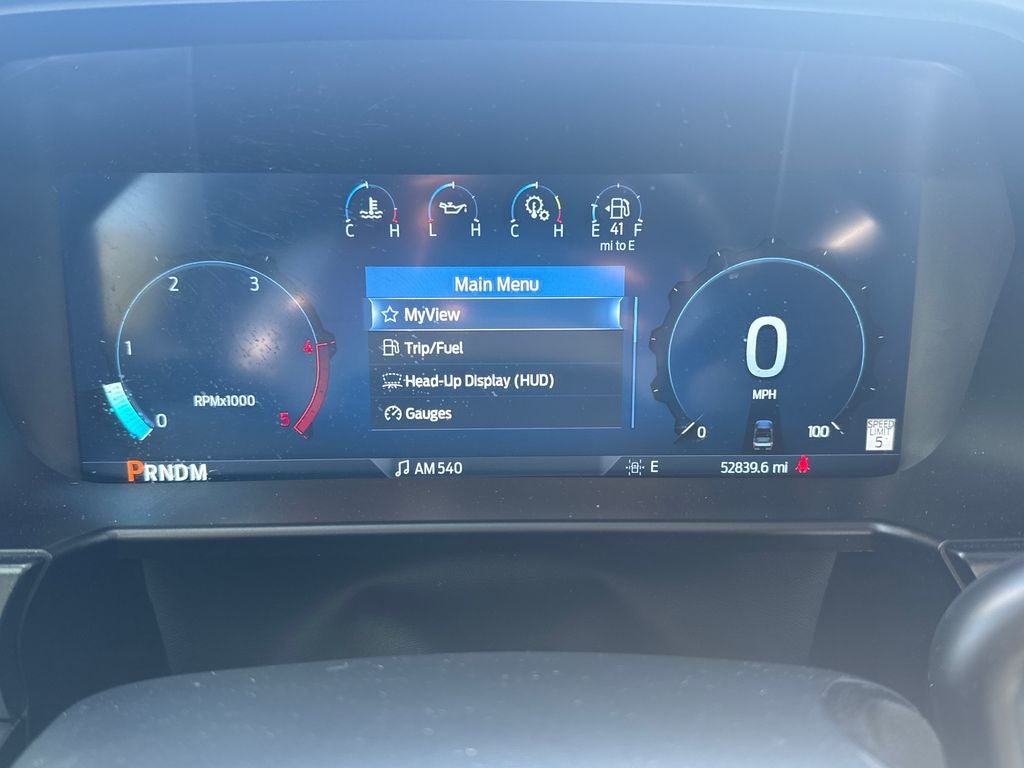 C H
L H
C H
E 41 F
mi to E
Main Menu
MyView
Trip/Fuel
Head-Up Display (HUD)
Gauges
0 1 2 3 4 5
RPMx1000
0
MPH
0 100
SPEED
LIMIT
5
PRNDM
AM 540
E
52839.6 mi